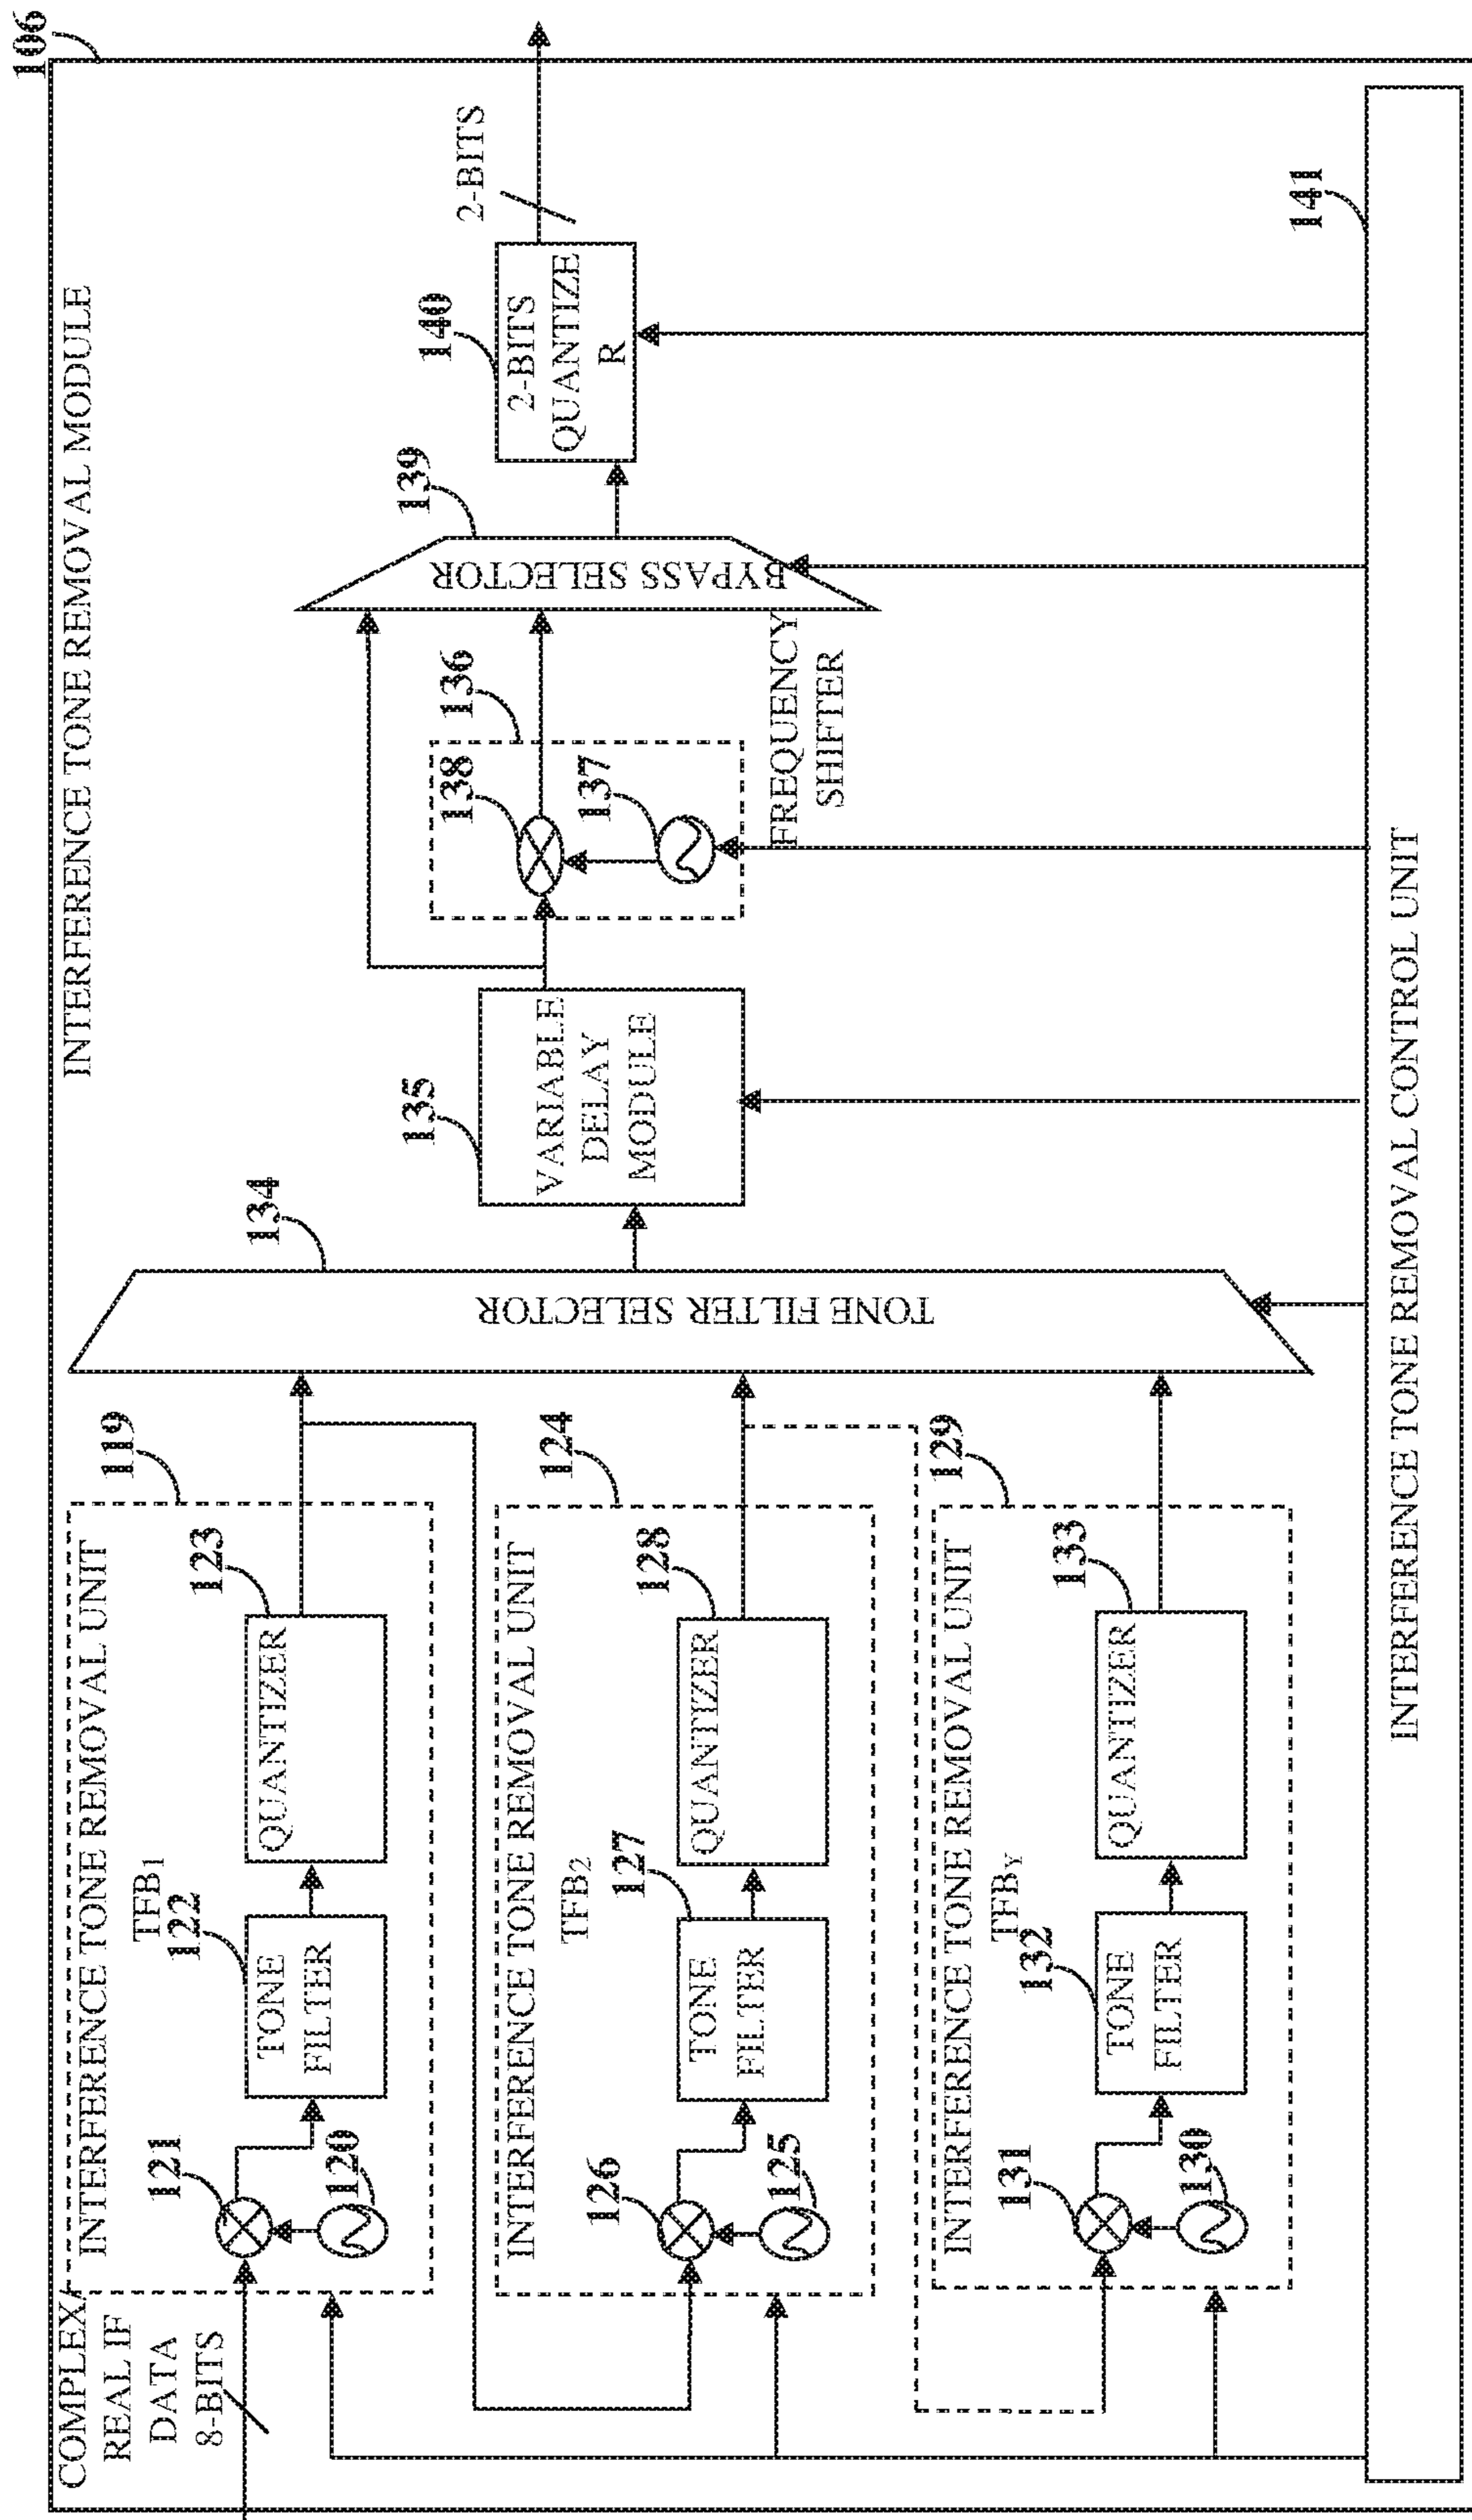 106
INTERFERENCE TONE REMOVAL MODULE
COMPLEX/
REAL IF
DATA
8-BITS
INTERFERENCE TONE REMOVAL UNIT
119
TFB1
121
120
122
TONE
FILTER
123
QUANTIZER
INTERFERENCE TONE REMOVAL UNIT
124
TFB2
126
125
127
TONE
FILTER
128
QUANTIZER
INTERFERENCE TONE REMOVAL UNIT
129
TFBY
131
130
132
TONE
FILTER
133
QUANTIZER
134
TONE FILTER SELECTOR
135
VARIABLE
DELAY
MODULE
136
138
137
FREQUENCY
SHIFTER
139
BYPASS SELECTOR
140
2-BITS
QUANTIZE
R
2-BITS
141
INTERFERENCE TONE REMOVAL CONTROL UNIT